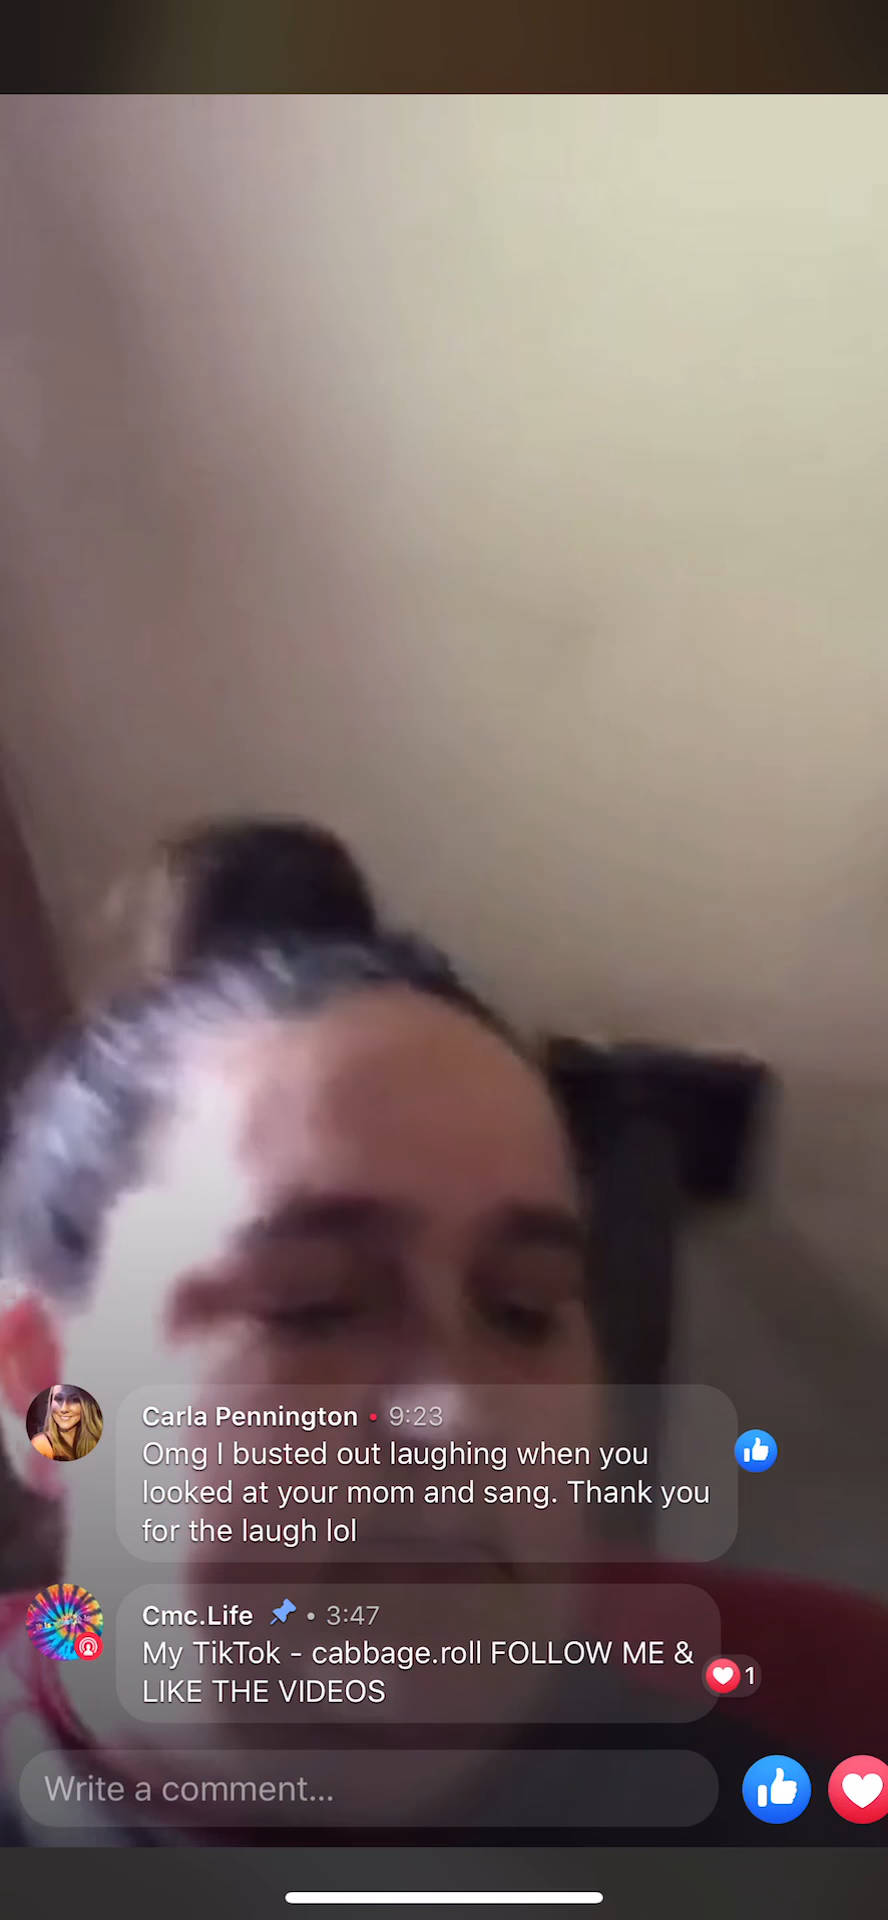 Carla Pennington • 9:23
Omg I busted out laughing when you
looked at your mom and sang. Thank you
for the laugh lol
Cmc.Life • 3:47
My TikTok - cabbage.roll FOLLOW ME &
LIKE THE VIDEOS
1
Write a comment...